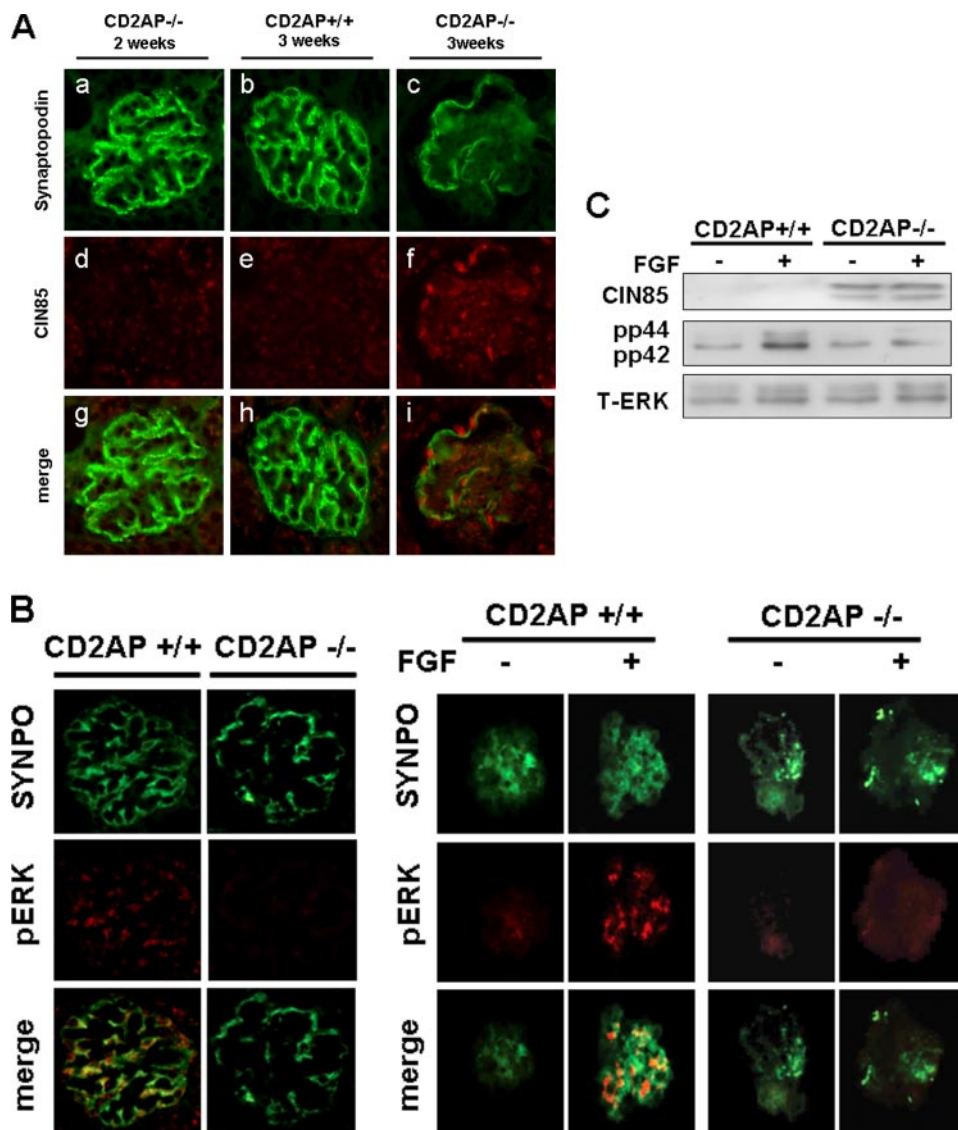 A
CD2AP-/-
2 weeks
CD2AP+/+
3 weeks
CD2AP-/-
3weeks
Synaptopodin
a
b
c
CIN85
d
e
f
merge
g
h
i
C
CD2AP+/+
CD2AP-/-
FGF - + - +
CIN85
pp44
pp42
T-ERK
B
CD2AP +/+
CD2AP -/-
SYNPO
pERK
merge
CD2AP +/+
CD2AP -/-
FGF - + - +
SYNPO
pERK
merge